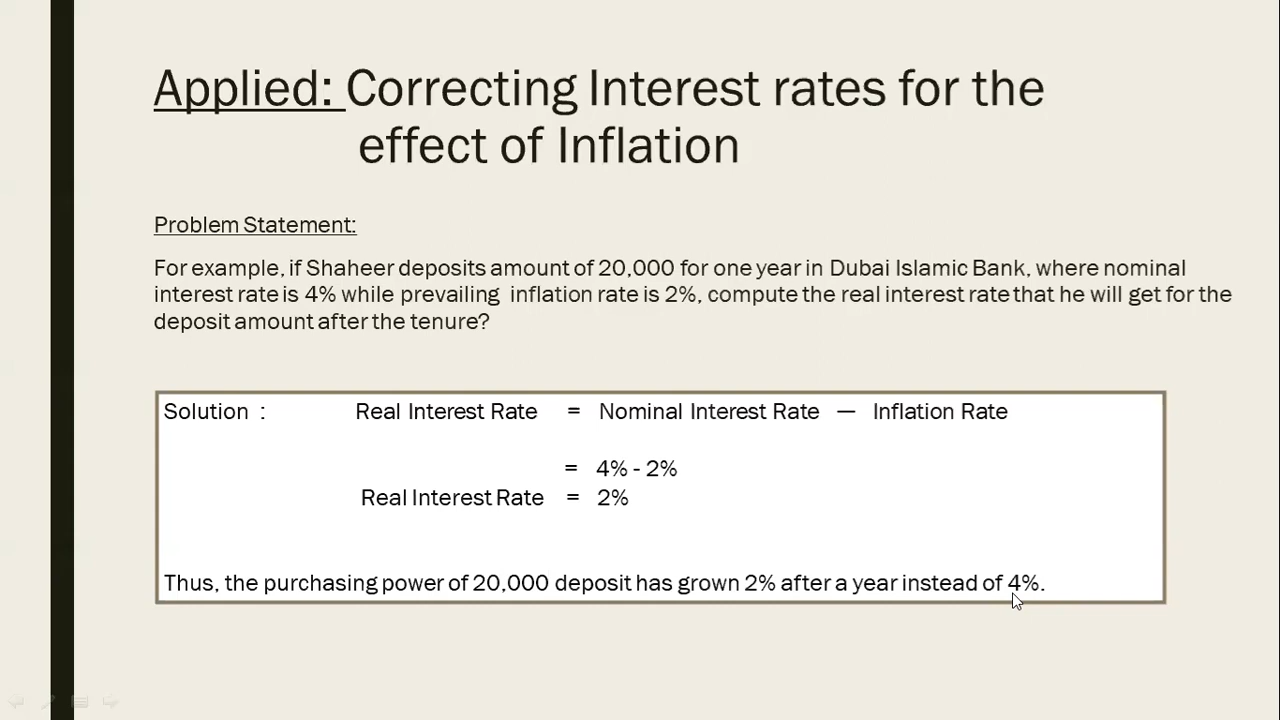 Applied: Correcting Interest rates for the
effect of Inflation
Problem Statement:
For example, if Shaheer deposits amount of 20,000 for one year in Dubai Islamic Bank, where nominal
interest rate is 4% while prevailing inflation rate is 2%, compute the real interest rate that he will get for the
deposit amount after the tenure?
Solution : Real Interest Rate = Nominal Interest Rate — Inflation Rate
= 4% - 2%
Real Interest Rate = 2%
Thus, the purchasing power of 20,000 deposit has grown 2% after a year instead of 4%.